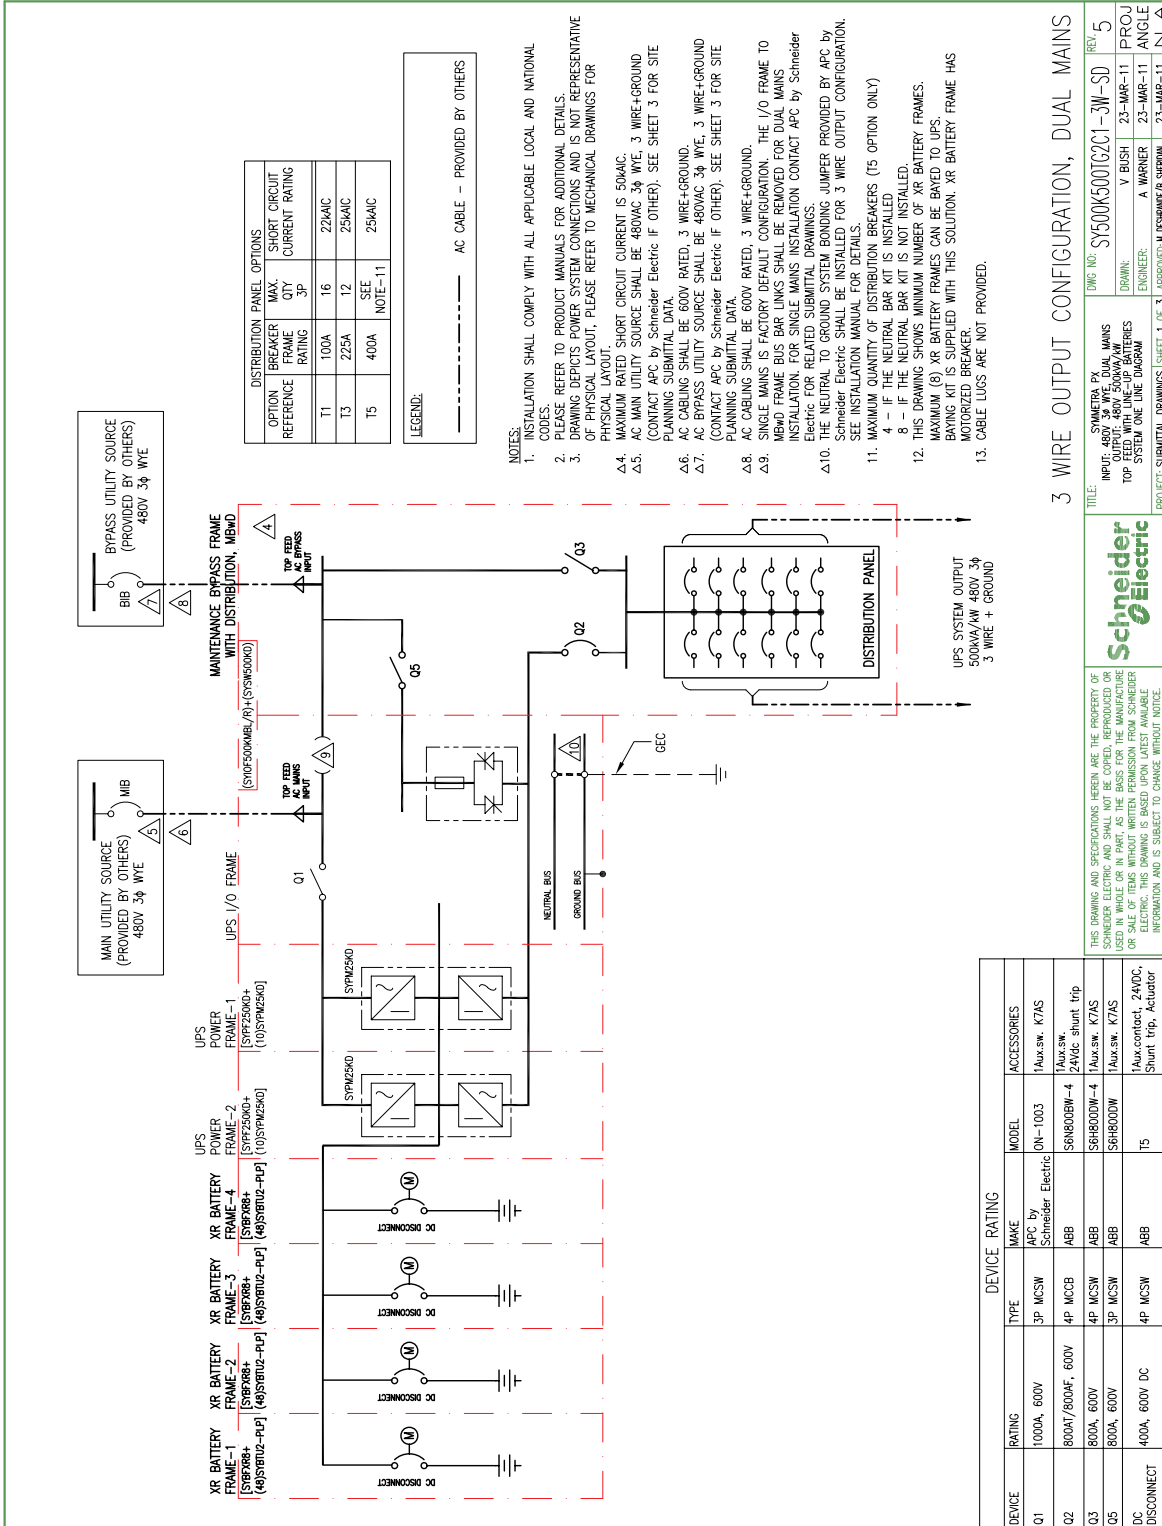 BYPASS UTILITY SOURCE
(PROVIDED BY OTHERS)
480V 3ϕ WYE
BIB
7
8
MAIN UTILITY SOURCE
(PROVIDED BY OTHERS)
480V 3ϕ WYE
MIB
5
6
XR BATTERY
FRAME-1
[SYBFXR8+
(48)SYBTU2-PLP]
XR BATTERY
FRAME-2
[SYBFXR8+
(48)SYBTU2-PLP]
XR BATTERY
FRAME-3
[SYBFXR8+
(48)SYBTU2-PLP]
XR BATTERY
FRAME-4
[SYBFXR8+
(48)SYBTU2-PLP]
UPS
POWER
FRAME-2
[SYPF250KD+
(10)SYPM25KD]
UPS
POWER
FRAME-1
[SYPF250KD+
(10)SYPM25KD]
UPS I/O FRAME
(SYIOF500KMBL/R)+(SYSW500KD)
MAINTENANCE BYPASS FRAME
WITH DISTRIBUTION, MBwD
4
TOP FEED
AC MAINS
INPUT
TOP FEED
AC BYPASS
INPUT
M
DC DISCONNECT
M
DC DISCONNECT
M
DC DISCONNECT
M
DC DISCONNECT
SYPM25KD
SYPM25KD
Q1
9
Q5
Q2
Q3
NEUTRAL BUS
GROUND BUS
10
GEC
DISTRIBUTION PANEL
UPS SYSTEM OUTPUT
500kVA/kW 480V 3ϕ
3 WIRE + GROUND
DISTRIBUTION PANEL OPTIONS
OPTION REFERENCE BREAKER FRAME RATING MAX. QTY 3P SHORT CIRCUIT CURRENT RATING
T1 100A 16 22kAIC
T3 225A 12 25kAIC
T5 400A SEE NOTE-11 25kAIC
LEGEND:
AC CABLE - PROVIDED BY OTHERS
NOTES:
1. INSTALLATION SHALL COMPLY WITH ALL APPLICABLE LOCAL AND NATIONAL
CODES.
2. PLEASE REFER TO PRODUCT MANUALS FOR ADDITIONAL DETAILS.
3. DRAWING DEPICTS POWER SYSTEM CONNECTIONS AND IS NOT REPRESENTATIVE
OF PHYSICAL LAYOUT, PLEASE REFER TO MECHANICAL DRAWINGS FOR
PHYSICAL LAYOUT.
Δ4. MAXIMUM RATED SHORT CIRCUIT CURRENT IS 50kAIC.
Δ5. AC MAIN UTILITY SOURCE SHALL BE 480VAC 3ϕ WYE, 3 WIRE+GROUND
(CONTACT APC by Schneider Electric IF OTHER). SEE SHEET 3 FOR SITE
PLANNING SUBMITTAL DATA.
Δ6. AC CABLING SHALL BE 600V RATED, 3 WIRE+GROUND.
Δ7. AC BYPASS UTILITY SOURCE SHALL BE 480VAC 3ϕ WYE, 3 WIRE+GROUND
(CONTACT APC by Schneider Electric IF OTHER). SEE SHEET 3 FOR SITE
PLANNING SUBMITTAL DATA.
Δ8. AC CABLING SHALL BE 600V RATED, 3 WIRE+GROUND.
Δ9. SINGLE MAINS IS FACTORY DEFAULT CONFIGURATION. THE I/O FRAME TO
MBwD FRAME BUS BAR LINKS SHALL BE REMOVED FOR DUAL MAINS
INSTALLATION. FOR SINGLE MAINS INSTALLATION CONTACT APC by Schneider
Electric FOR RELATED SUBMITTAL DRAWINGS.
Δ10. THE NEUTRAL TO GROUND SYSTEM BONDING JUMPER PROVIDED BY APC by
Schneider Electric SHALL BE INSTALLED FOR 3 WIRE OUTPUT CONFIGURATION.
SEE INSTALLATION MANUAL FOR DETAILS.
11. MAXIMUM QUANTITY OF DISTRIBUTION BREAKERS (T5 OPTION ONLY)
4 - IF THE NEUTRAL BAR KIT IS INSTALLED
8 - IF THE NEUTRAL BAR KIT IS NOT INSTALLED.
12. THIS DRAWING SHOWS MINIMUM NUMBER OF XR BATTERY FRAMES.
MAXIMUM (8) XR BATTERY FRAMES CAN BE BAYED TO UPS.
BAYING KIT IS SUPPLIED WITH THIS SOLUTION. XR BATTERY FRAME HAS
MOTORIZED BREAKER.
13. CABLE LUGS ARE NOT PROVIDED.
3 WIRE OUTPUT CONFIGURATION, DUAL MAINS
DEVICE RATING
DEVICE RATING TYPE MAKE MODEL ACCESSORIES
Q1 1000A, 600V 3P MCSW APC by Schneider Electric ON-1003 1Aux.sw. K7AS
Q2 800AT/800AF, 600V 4P MCCB ABB S6N800BW-4 1Aux.sw. 24Vdc shunt trip
Q3 800A, 600V 4P MCSW ABB S6H800DW-4 1Aux.sw. K7AS
Q5 800A, 600V 3P MCSW ABB S6H800DW 1Aux.sw. K7AS
DC DISCONNECT 400A, 600V DC 4P MCSW ABB T5 1Aux.contact, 24VDC, Shunt trip, Actuator
THIS DRAWING AND SPECIFICATIONS HEREIN ARE THE PROPERTY OF
SCHNEIDER ELECTRIC AND SHALL NOT BE COPIED, REPRODUCED OR
USED IN WHOLE OR IN PART, AS THE BASIS FOR THE MANUFACTURE
OR SALE OF ITEMS WITHOUT WRITTEN PERMISSION FROM SCHNEIDER
ELECTRIC. THIS DRAWING IS BASED UPON LATEST AVAILABLE
INFORMATION AND IS SUBJECT TO CHANGE WITHOUT NOTICE.
Schneider
Electric
TITLE: SYMMETRA PX
INPUT: 480V 3ϕ WYE, DUAL MAINS
OUTPUT: 480V 500kVA/kW
TOP FEED WITH LINE-UP BATTERIES
SYSTEM ONE LINE DIAGRAM
PROJECT: SUBMITTAL DRAWINGS SHEET 1 OF 3
DWG NO: SY500K500TG2C1-3W-SD
REV: 5
DRAWN: V BUSH 23-MAR-11
ENGINEER: A WARNER 23-MAR-11
APPROVED: 23-MAR-11
PROJ
ANGLE